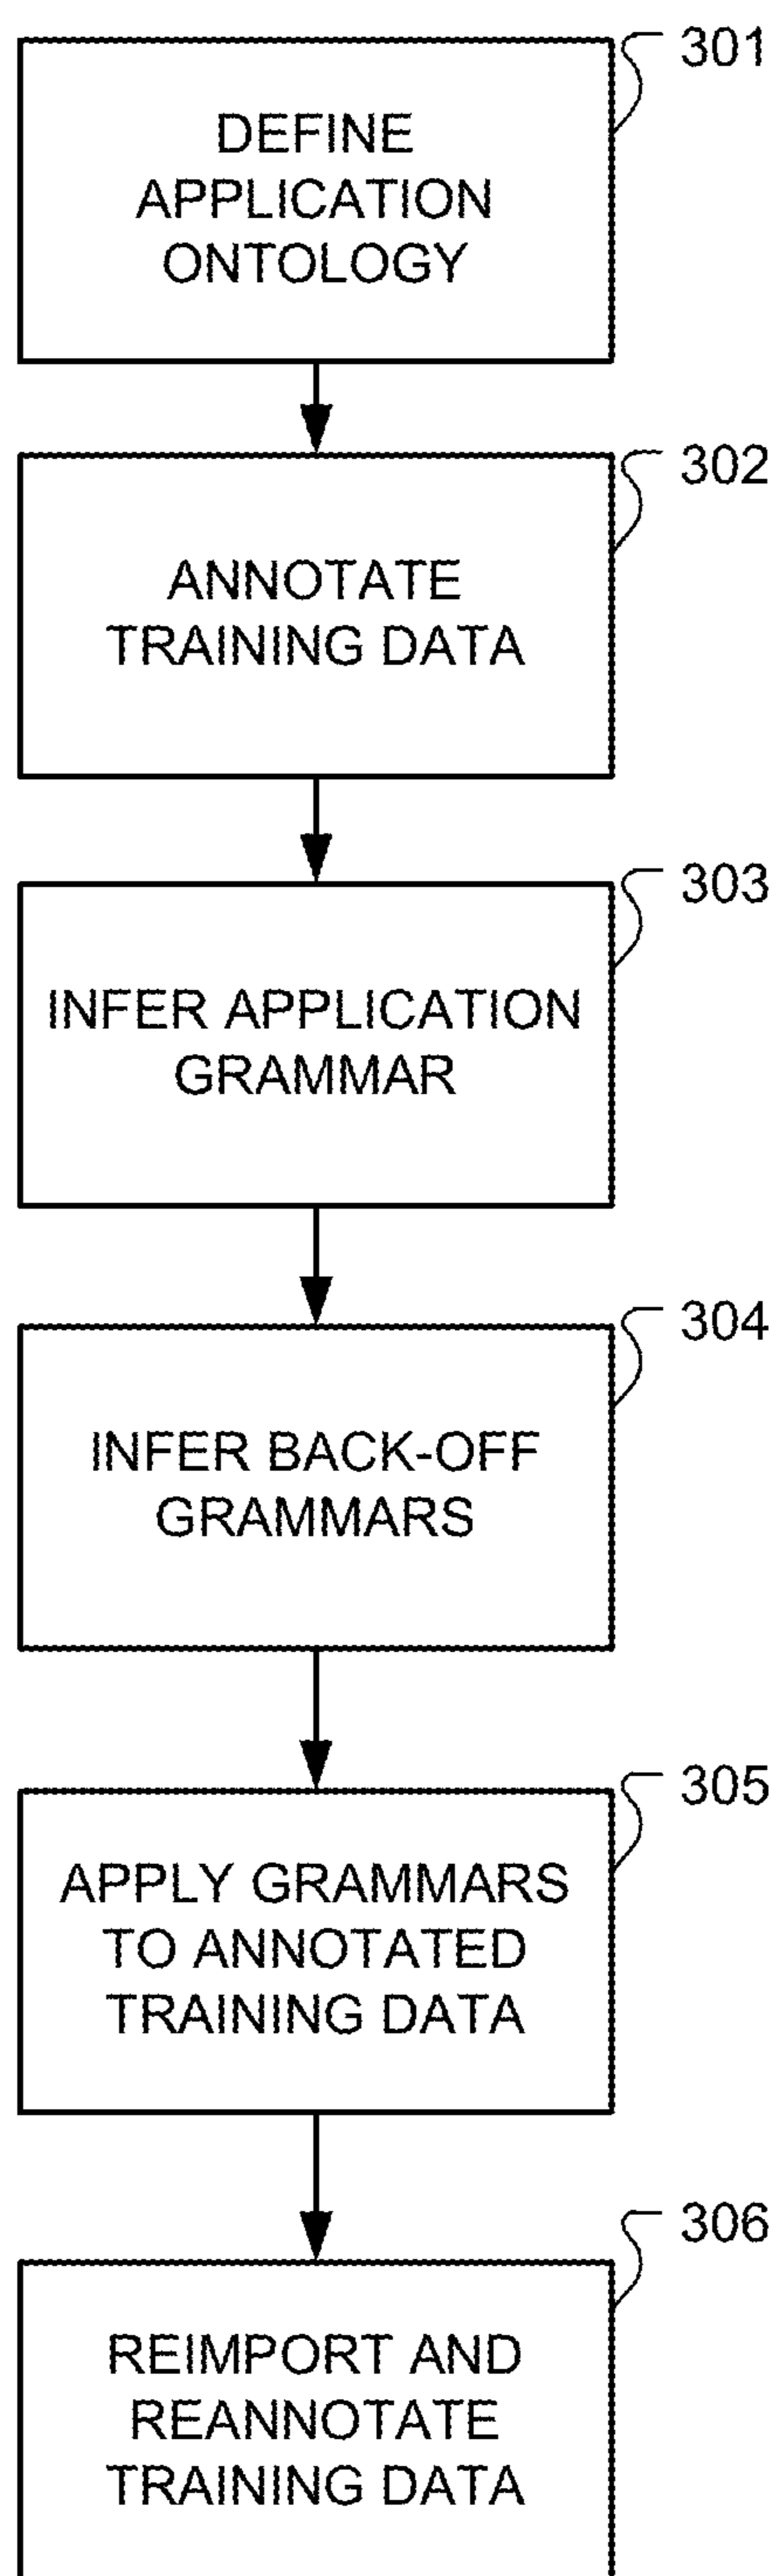 301
DEFINE
APPLICATION
ONTOLOGY
302
ANNOTATE
TRAINING DATA
303
INFER APPLICATION
GRAMMAR
304
INFER BACK-OFF
GRAMMARS
305
APPLY GRAMMARS
TO ANNOTATED
TRAINING DATA
306
REIMPORT AND
REANNOTATE
TRAINING DATA